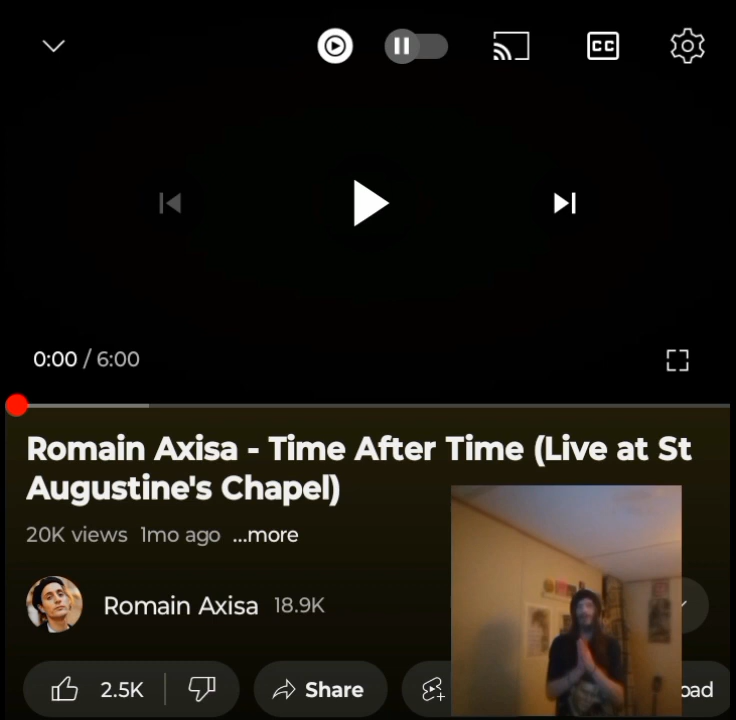 CC
0:00 / 6:00
Romain Axisa - Time After Time (Live at St
Augustine's Chapel)
20K views 1mo ago ...more
Romain Axisa 18.9K
2.5K Share oad